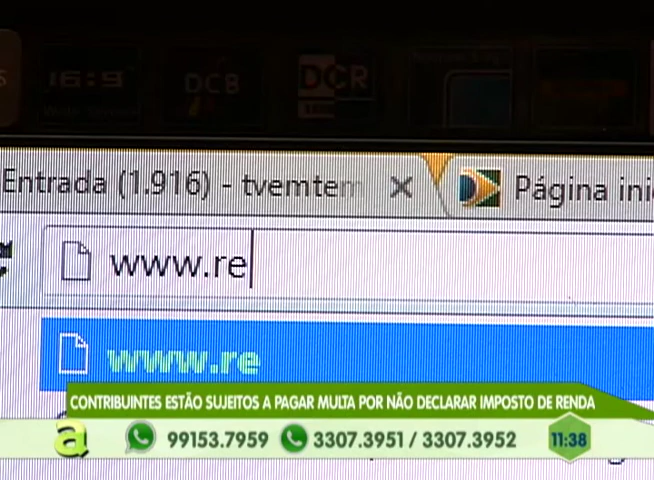 16:9
DCB
DCR
Entrada (1.916) - tvemtem
Página ini
www.re
www.re
CONTRIBUINTES ESTÃO SUJEITOS A PAGAR MULTA POR NÃO DECLARAR IMPOSTO DE RENDA
a 99153.7959 3307.3951 / 3307.3952 11:38